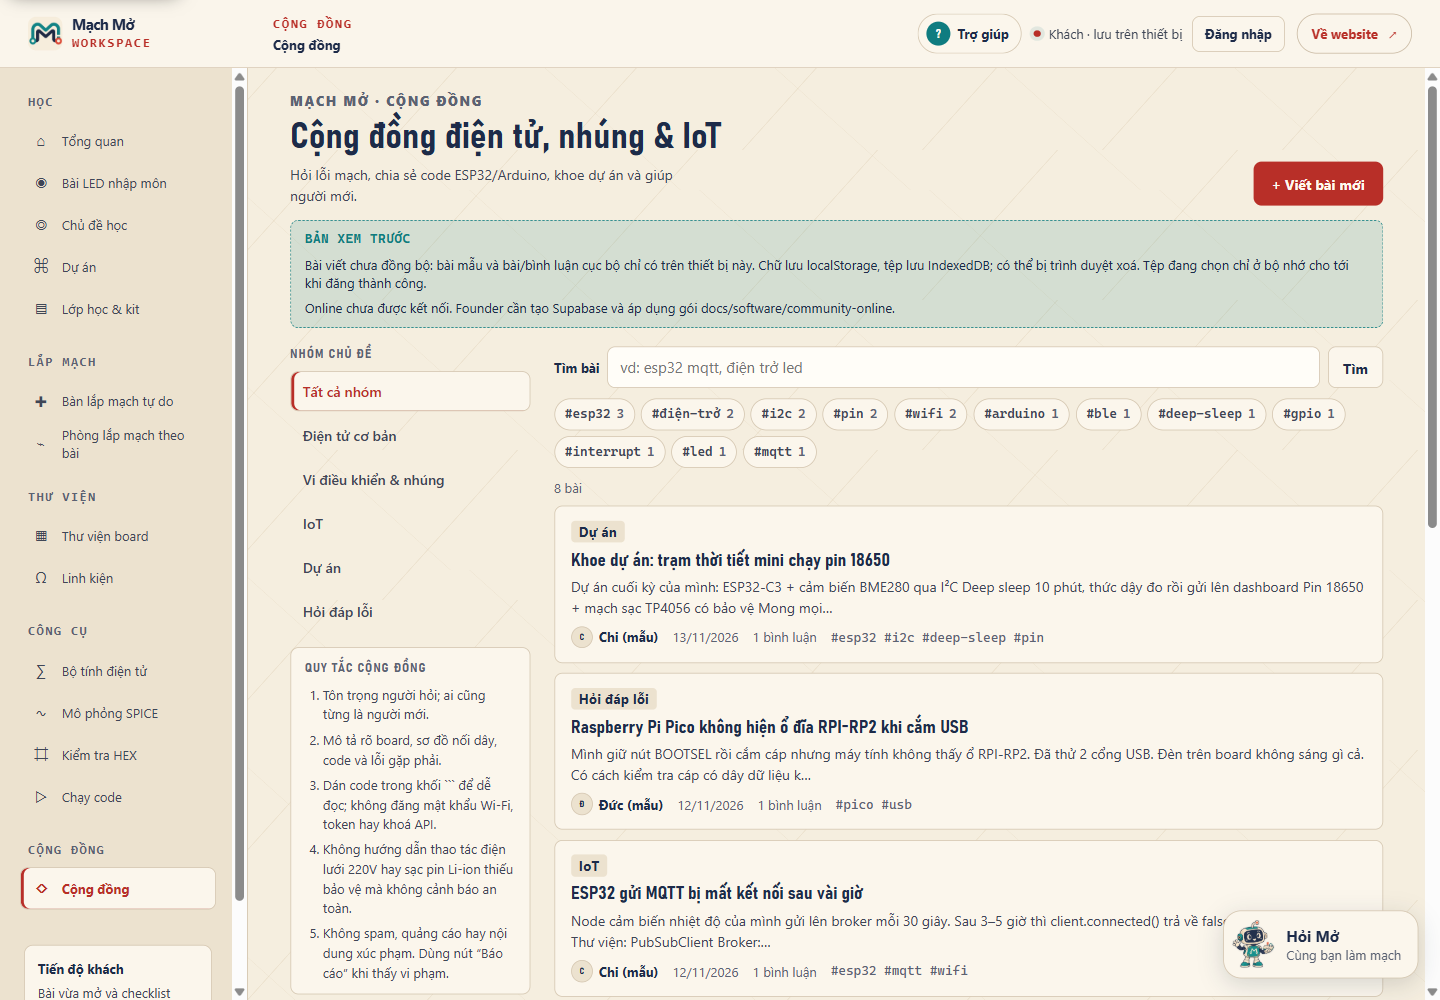 Mạch Mở
WORKSPACE
CỘNG ĐỒNG
Cộng đồng
? Trợ giúp
Khách · lưu trên thiết bị
Đăng nhập
Về website ↗
HỌC
Tổng quan
Bài LED nhập môn
Chủ đề học
Dự án
Lớp học & kit
LẮP MẠCH
Bàn lắp mạch tự do
Phòng lắp mạch theo
bài
THƯ VIỆN
Thư viện board
Linh kiện
CÔNG CỤ
Bộ tính điện tử
Mô phỏng SPICE
Kiểm tra HEX
Chạy code
CỘNG ĐỒNG
Cộng đồng
Tiến độ khách
Bài vừa mở và checklist
MẠCH MỞ · CỘNG ĐỒNG
Cộng đồng điện tử, nhúng & IoT
Hỏi lỗi mạch, chia sẻ code ESP32/Arduino, khoe dự án và giúp
người mới.
+ Viết bài mới
BẢN XEM TRƯỚC
Bài viết chưa đồng bộ: bài mẫu và bài/bình luận cục bộ chỉ có trên thiết bị này. Chữ lưu localStorage, tệp lưu IndexedDB; có thể bị trình duyệt xoá. Tệp đang chọn chỉ ở bộ nhớ cho tới
khi đăng thành công.
Online chưa được kết nối. Founder cần tạo Supabase và áp dụng gói docs/software/community-online.
NHÓM CHỦ ĐỀ
Tất cả nhóm
Điện tử cơ bản
Vi điều khiển & nhúng
IoT
Dự án
Hỏi đáp lỗi
QUY TẮC CỘNG ĐỒNG
1. Tôn trọng người hỏi; ai cũng
từng là người mới.
2. Mô tả rõ board, sơ đồ nối dây,
code và lỗi gặp phải.
3. Dán code trong khối ``` để dễ
đọc; không đăng mật khẩu Wi-Fi,
token hay khoá API.
4. Không hướng dẫn thao tác điện
lưới 220V hay sạc pin Li-ion thiếu
bảo vệ mà không cảnh báo an
toàn.
5. Không spam, quảng cáo hay nội
dung xúc phạm. Dùng nút “Báo
cáo” khi thấy vi phạm.
Tìm bài
vd: esp32 mqtt, điện trở led
Tìm
#esp32 3 #điện-trở 2 #i2c 2 #pin 2 #wifi 2 #arduino 1 #ble 1 #deep-sleep 1 #gpio 1
#interrupt 1 #led 1 #mqtt 1
8 bài
Dự án
Khoe dự án: trạm thời tiết mini chạy pin 18650
Dự án cuối kỳ của mình: ESP32-C3 + cảm biến BME280 qua I²C Deep sleep 10 phút, thức dậy đo rồi gửi lên dashboard Pin 18650
+ mạch sạc TP4056 có bảo vệ Mong mọi…
C Chi (mẫu) 13/11/2026 1 bình luận #esp32 #i2c #deep-sleep #pin
Hỏi đáp lỗi
Raspberry Pi Pico không hiện ổ đĩa RPI-RP2 khi cắm USB
Mình giữ nút BOOTSEL rồi cắm cáp nhưng máy tính không thấy ổ RPI-RP2. Đã thử 2 cổng USB. Đèn trên board không sáng gì cả.
Có cách kiểm tra cáp có dây dữ liệu k…
Đ Đức (mẫu) 12/11/2026 1 bình luận #pico #usb
IoT
ESP32 gửi MQTT bị mất kết nối sau vài giờ
Node cảm biến nhiệt độ của mình gửi lên broker mỗi 30 giây. Sau 3–5 giờ thì client.connected() trả về false
Thư viện: PubSubClient Broker:…
C Chi (mẫu) 12/11/2026 1 bình luận #esp32 #mqtt #wifi
Hỏi Mở
Cùng bạn làm mạch